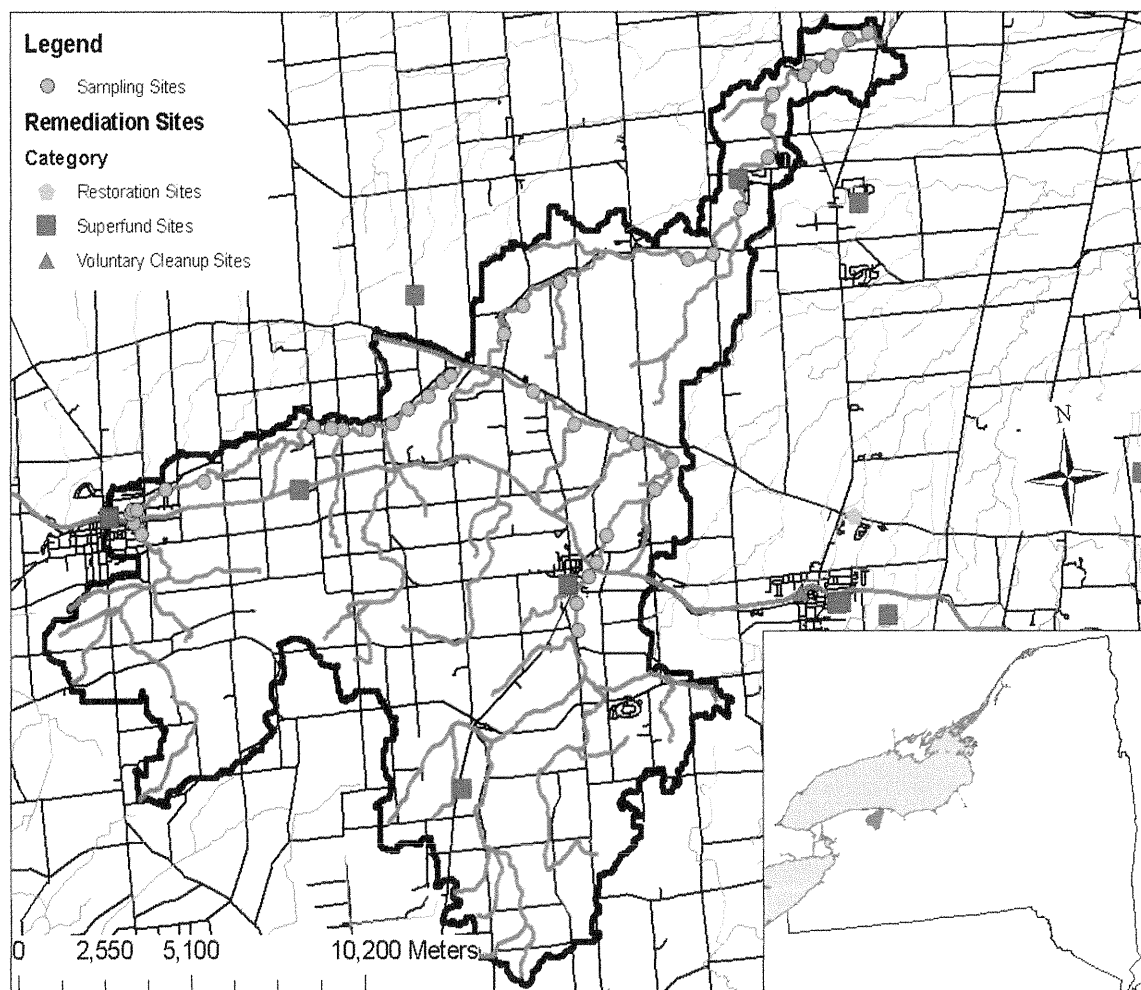 Legend
Sampling Sites
Remediation Sites
Category
Restoration Sites
Superfund Sites
Voluntary Cleanup Sites
N
0 2,550 5,100 10,200 Meters